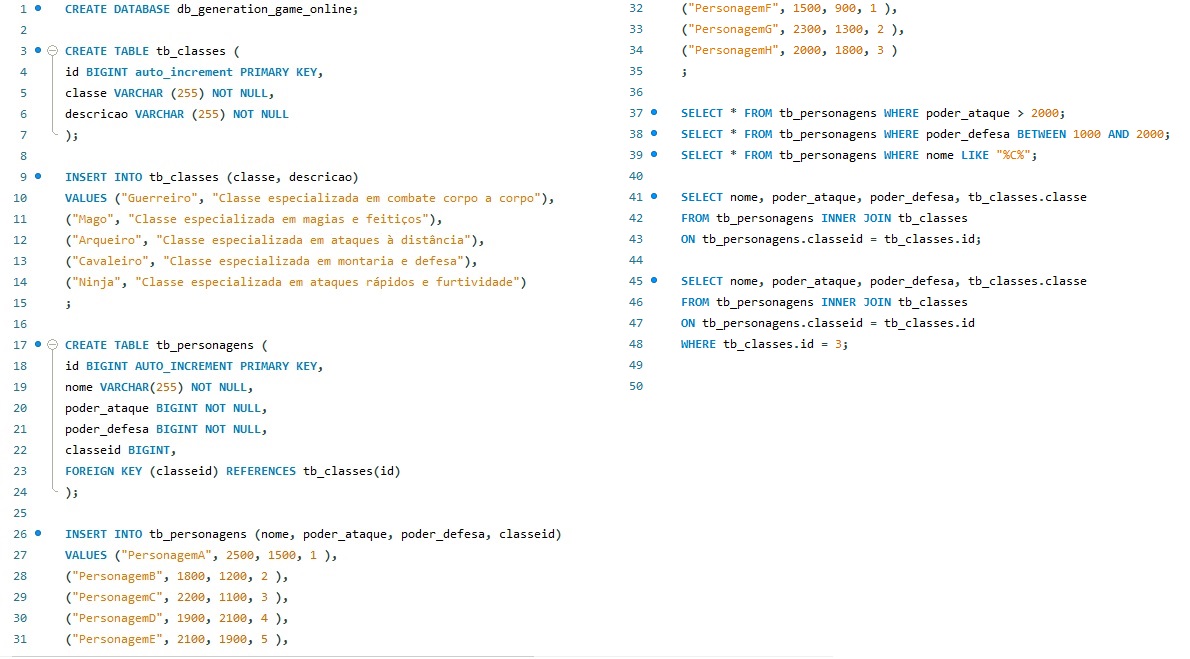 1 CREATE DATABASE db_generation_game_online;
2
3 CREATE TABLE tb_classes (
4 id BIGINT auto_increment PRIMARY KEY,
5 classe VARCHAR (255) NOT NULL,
6 descricao VARCHAR (255) NOT NULL
7 );
8
9 INSERT INTO tb_classes (classe, descricao)
10 VALUES ("Guerreiro", "Classe especializada em combate corpo a corpo"),
11 ("Mago", "Classe especializada em magias e feitiços"),
12 ("Arqueiro", "Classe especializada em ataques à distância"),
13 ("Cavaleiro", "Classe especializada em montaria e defesa"),
14 ("Ninja", "Classe especializada em ataques rápidos e furtividade")
15 ;
16
17 CREATE TABLE tb_personagens (
18 id BIGINT AUTO_INCREMENT PRIMARY KEY,
19 nome VARCHAR(255) NOT NULL,
20 poder_ataque BIGINT NOT NULL,
21 poder_defesa BIGINT NOT NULL,
22 classeid BIGINT,
23 FOREIGN KEY (classeid) REFERENCES tb_classes(id)
24 );
25
26 INSERT INTO tb_personagens (nome, poder_ataque, poder_defesa, classeid)
27 VALUES ("PersonagemA", 2500, 1500, 1 ),
28 ("PersonagemB", 1800, 1200, 2 ),
29 ("PersonagemC", 2200, 1100, 3 ),
30 ("PersonagemD", 1900, 2100, 4 ),
31 ("PersonagemE", 2100, 1900, 5 ),
32 ("PersonagemF", 1500, 900, 1 ),
33 ("PersonagemG", 2300, 1300, 2 ),
34 ("PersonagemH", 2000, 1800, 3 )
35 ;
36
37 SELECT * FROM tb_personagens WHERE poder_ataque > 2000;
38 SELECT * FROM tb_personagens WHERE poder_defesa BETWEEN 1000 AND 2000;
39 SELECT * FROM tb_personagens WHERE nome LIKE "%C%";
40
41 SELECT nome, poder_ataque, poder_defesa, tb_classes.classe
42 FROM tb_personagens INNER JOIN tb_classes
43 ON tb_personagens.classeid = tb_classes.id;
44
45 SELECT nome, poder_ataque, poder_defesa, tb_classes.classe
46 FROM tb_personagens INNER JOIN tb_classes
47 ON tb_personagens.classeid = tb_classes.id
48 WHERE tb_classes.id = 3;
49
50